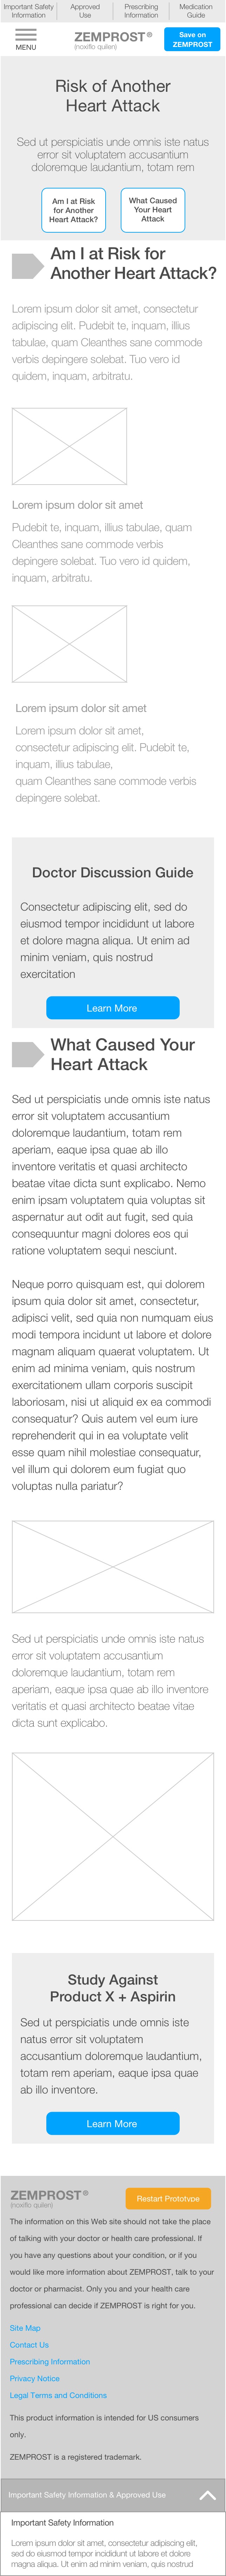 Important Safety Information
Approved Use
Prescribing Information
Medication Guide
MENU
ZEMPROST®
(noxiflo quilen)
Save on
ZEMPROST
Risk of Another
Heart Attack
Sed ut perspiciatis unde omnis iste natus
error sit voluptatem accusantium
doloremque laudantium, totam rem
Am I at Risk
for Another
Heart Attack?
What Caused
Your Heart
Attack
Am I at Risk for
Another Heart Attack?
Lorem ipsum dolor sit amet, consectetur
adipiscing elit. Pudebit te, inquam, illius
tabulae, quam Cleanthes sane commode
verbis depingere solebat. Tuo vero id
quidem, inquam, arbitratu.
Lorem ipsum dolor sit amet
Pudebit te, inquam, illius tabulae, quam
Cleanthes sane commode verbis
depingere solebat. Tuo vero id quidem,
inquam, arbitratu.
Lorem ipsum dolor sit amet
Lorem ipsum dolor sit amet,
consectetur adipiscing elit. Pudebit te,
inquam, illius tabulae,
quam Cleanthes sane commode verbis
depingere solebat.
Doctor Discussion Guide
Consectetur adipiscing elit, sed do
eiusmod tempor incididunt ut labore
et dolore magna aliqua. Ut enim ad
minim veniam, quis nostrud
exercitation
Learn More
What Caused Your
Heart Attack
Sed ut perspiciatis unde omnis iste natus
error sit voluptatem accusantium
doloremque laudantium, totam rem
aperiam, eaque ipsa quae ab illo
inventore veritatis et quasi architecto
beatae vitae dicta sunt explicabo. Nemo
enim ipsam voluptatem quia voluptas sit
aspernatur aut odit aut fugit, sed quia
consequuntur magni dolores eos qui
ratione voluptatem sequi nesciunt.
Neque porro quisquam est, qui dolorem
ipsum quia dolor sit amet, consectetur,
adipisci velit, sed quia non numquam eius
modi tempora incidunt ut labore et dolore
magnam aliquam quaerat voluptatem. Ut
enim ad minima veniam, quis nostrum
exercitationem ullam corporis suscipit
laboriosam, nisi ut aliquid ex ea commodi
consequatur? Quis autem vel eum iure
reprehenderit qui in ea voluptate velit
esse quam nihil molestiae consequatur,
vel illum qui dolorem eum fugiat quo
voluptas nulla pariatur?
Sed ut perspiciatis unde omnis iste natus
error sit voluptatem accusantium
doloremque laudantium, totam rem
aperiam, eaque ipsa quae ab illo inventore
veritatis et quasi architecto beatae vitae
dicta sunt explicabo.
Study Against
Product X + Aspirin
Sed ut perspiciatis unde omnis iste
natus error sit voluptatem
accusantium doloremque laudantium,
totam rem aperiam, eaque ipsa quae
ab illo inventore.
Learn More
ZEMPROST®
(noxiflo quilen)
Restart Prototype
The information on this Web site should not take the place
of talking with your doctor or health care professional. If
you have any questions about your condition, or if you
would like more information about ZEMPROST, talk to your
doctor or pharmacist. Only you and your health care
professional can decide if ZEMPROST is right for you.
Site Map
Contact Us
Prescribing Information
Privacy Notice
Legal Terms and Conditions
This product information is intended for US consumers
only.
ZEMPROST is a registered trademark.
Important Safety Information & Approved Use
Important Safety Information
Lorem ipsum dolor sit amet, consectetur adipiscing elit,
sed do eiusmod tempor incididunt ut labore et dolore
magna aliqua. Ut enim ad minim veniam, quis nostrud